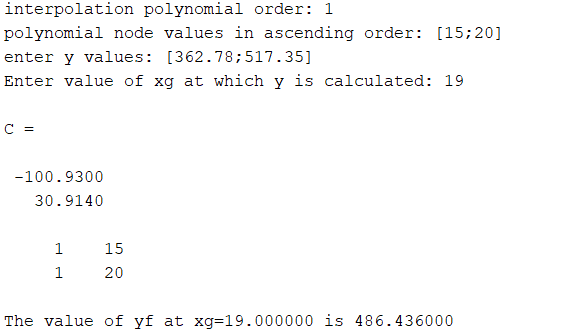 interpolation polynomial order: 1
polynomial node values in ascending order: [15;20]
enter y values: [362.78;517.35]
Enter value of xg at which y is calculated: 19
C =
-100.9300
30.9140
1 15
1 20
The value of yf at xg=19.000000 is 486.436000